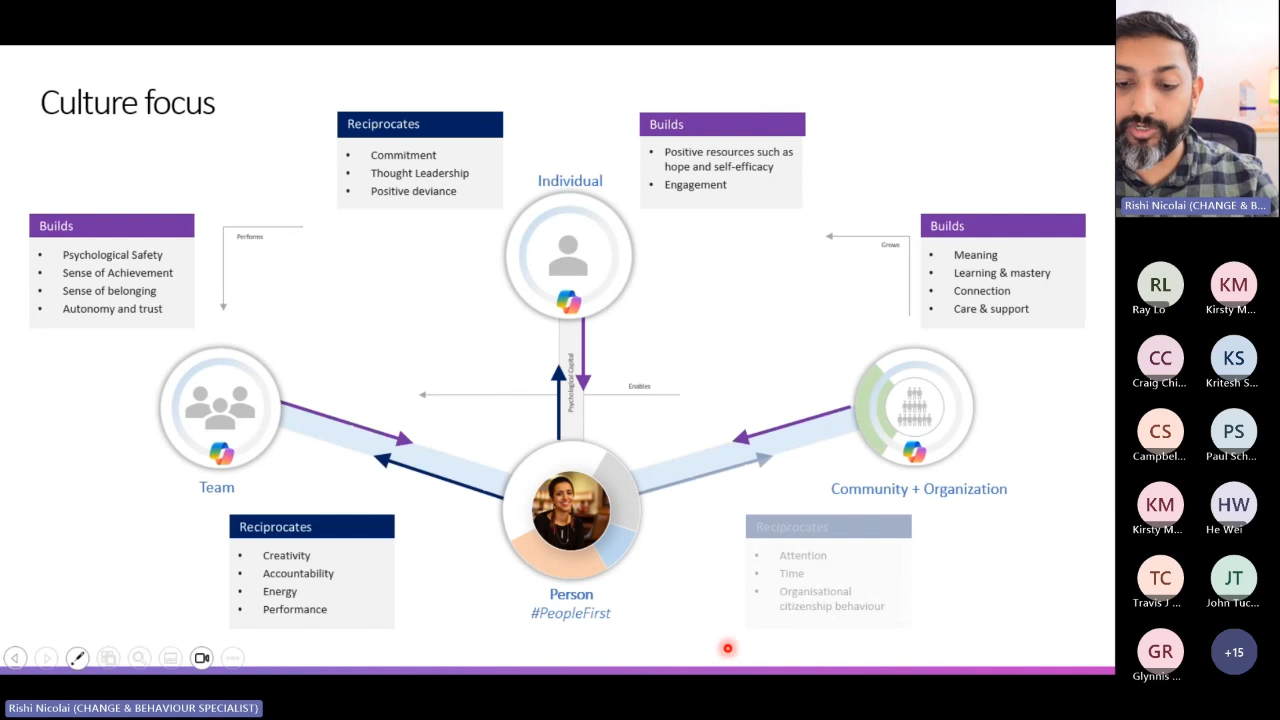 Culture focus
Reciprocates
• Commitment
• Thought Leadership
• Positive deviance
Builds
• Positive resources such as
hope and self-efficacy
• Engagement
Individual
Builds
• Psychological Safety
• Sense of Achievement
• Sense of belonging
• Autonomy and trust
Performs
Grows
Builds
• Meaning
• Learning & mastery
• Connection
• Care & support
Psychological Capital
Enables
Team
Community + Organization
Reciprocates
• Creativity
• Accountability
• Energy
• Performance
Reciprocates
• Attention
• Time
• Organisational
citizenship behaviour
Person
#PeopleFirst
Rishi Nicolai (CHANGE & BEHAVIOUR SPECIALIST)
Rishi Nicolai (CHANGE & B...
RL
Ray Lo
KM
Kirsty M...
CC
Craig Chi...
KS
Kritesh S...
CS
Campbel...
PS
Paul Sch...
KM
Kirsty M...
HW
He Wei
TC
Travis J ...
JT
John Tuc...
GR
Glynnis ...
+15